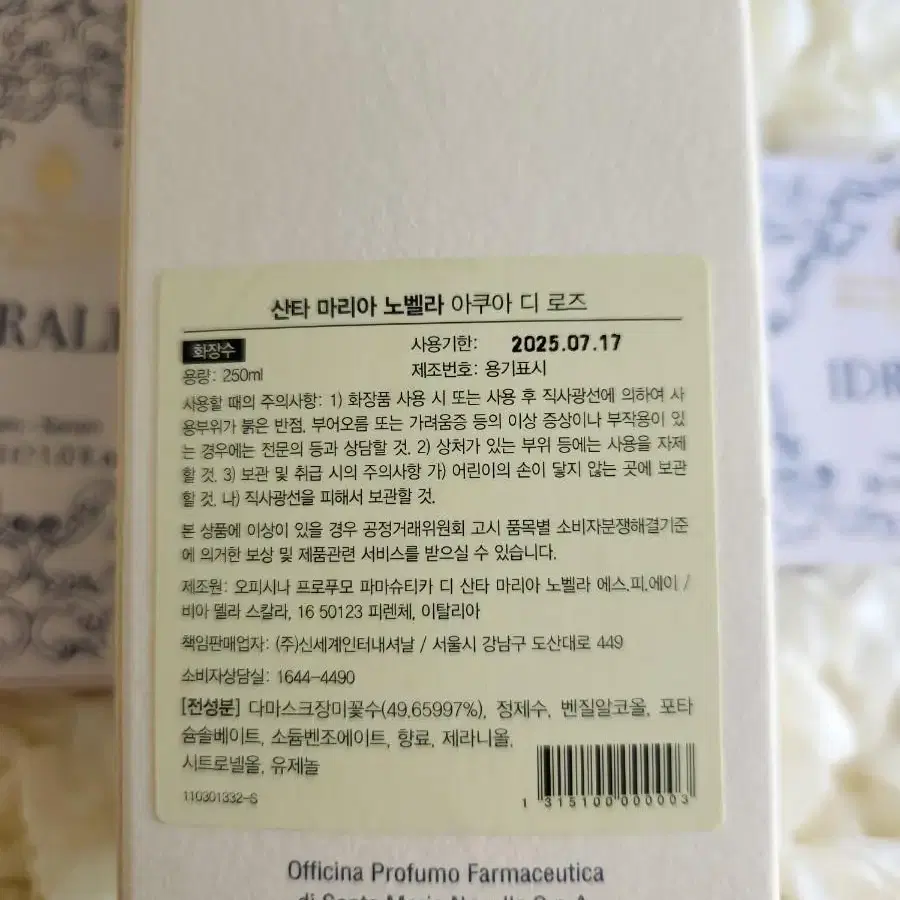 산타 마리아 노벨라 아쿠아 디 로즈
화장수
사용기한: 2025.07.17
용량: 250ml
제조번호: 용기표시
사용할 때의 주의사항: 1) 화장품 사용 시 또는 사용 후 직사광선에 의하여 사
용부위가 붉은 반점, 부어오름 또는 가려움증 등의 이상 증상이나 부작용이 있
는 경우에는 전문의 등과 상담할 것. 2) 상처가 있는 부위 등에는 사용을 자제
할 것. 3) 보관 및 취급 시의 주의사항 가) 어린이의 손이 닿지 않는 곳에 보관
할 것. 나) 직사광선을 피해서 보관할 것.
본 상품에 이상이 있을 경우 공정거래위원회 고시 품목별 소비자분쟁해결기준
에 의거한 보상 및 제품관련 서비스를 받으실 수 있습니다.
제조원: 오피시나 프로푸모 파마슈티카 디 산타 마리아 노벨라 에스.피.에이 /
비아 델라 스칼라, 16 50123 피렌체, 이탈리아
책임판매업자: (주)신세계인터내셔날 / 서울시 강남구 도산대로 449
소비자상담실: 1644-4490
[전성분] 다마스크장미꽃수(49.65997%), 정제수, 벤질알코올, 포타
슘솔베이트, 소듐벤조에이트, 향료, 제라니올,
시트로넬올, 유제놀
110301332-S
1 315100 000003
Officina Profumo Farmaceutica
RALI
IDR